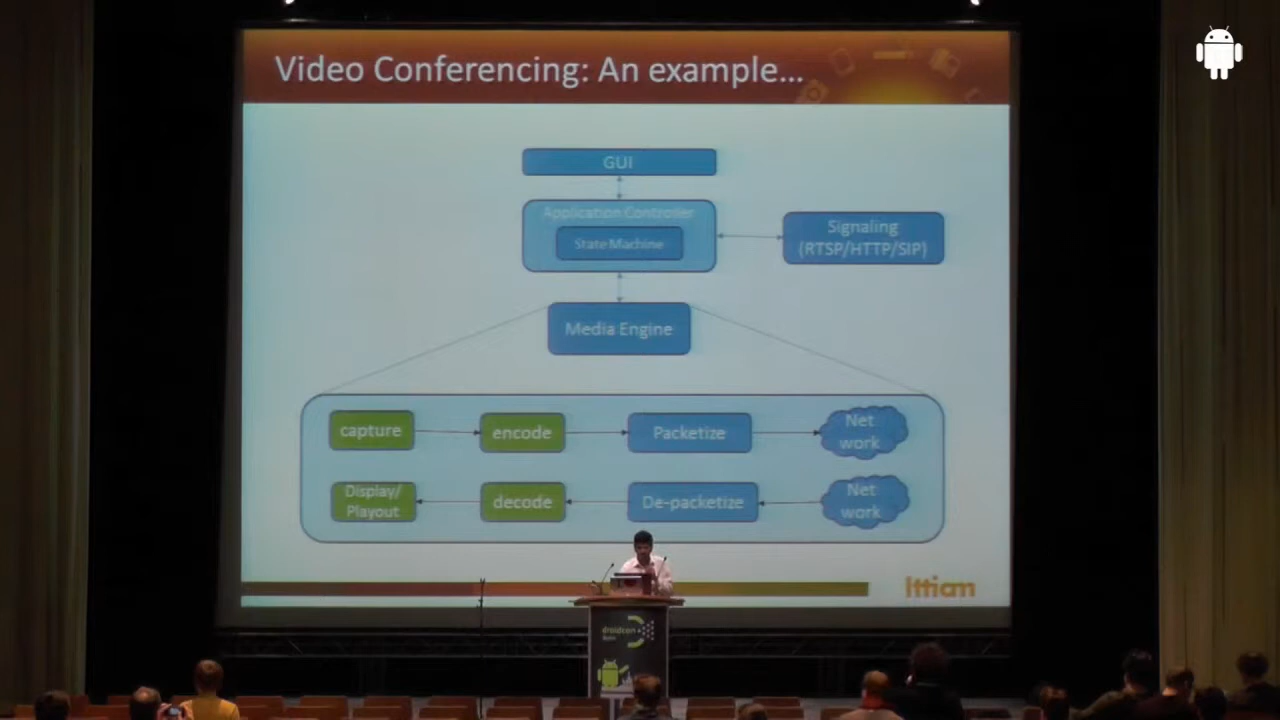 Video Conferencing: An example...
GUI
Application Controller
State Machine
Signaling
(RTSP/HTTP/SIP)
Media Engine
capture
encode
Packetize
Net
work
Display/
Playout
decode
De-packetize
Net
work
Ittiam
droidcon